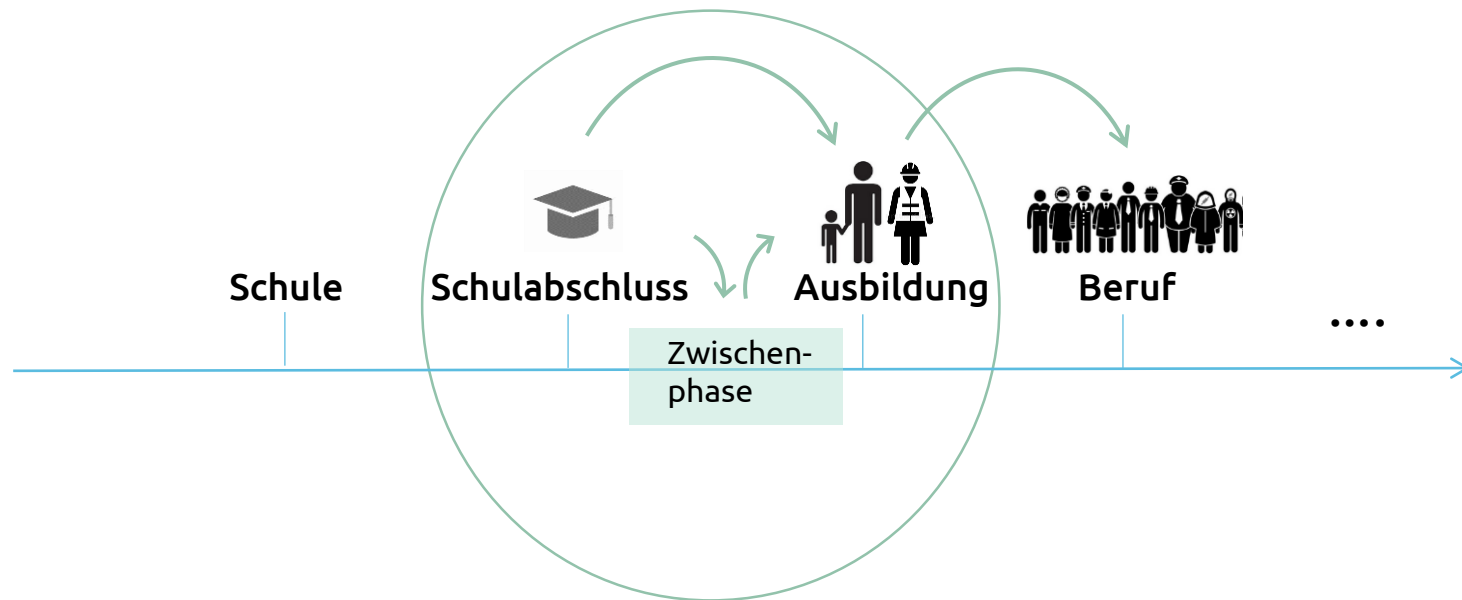 Schule
Schulabschluss
Ausbildung
Beruf
....
Zwischen-
phase